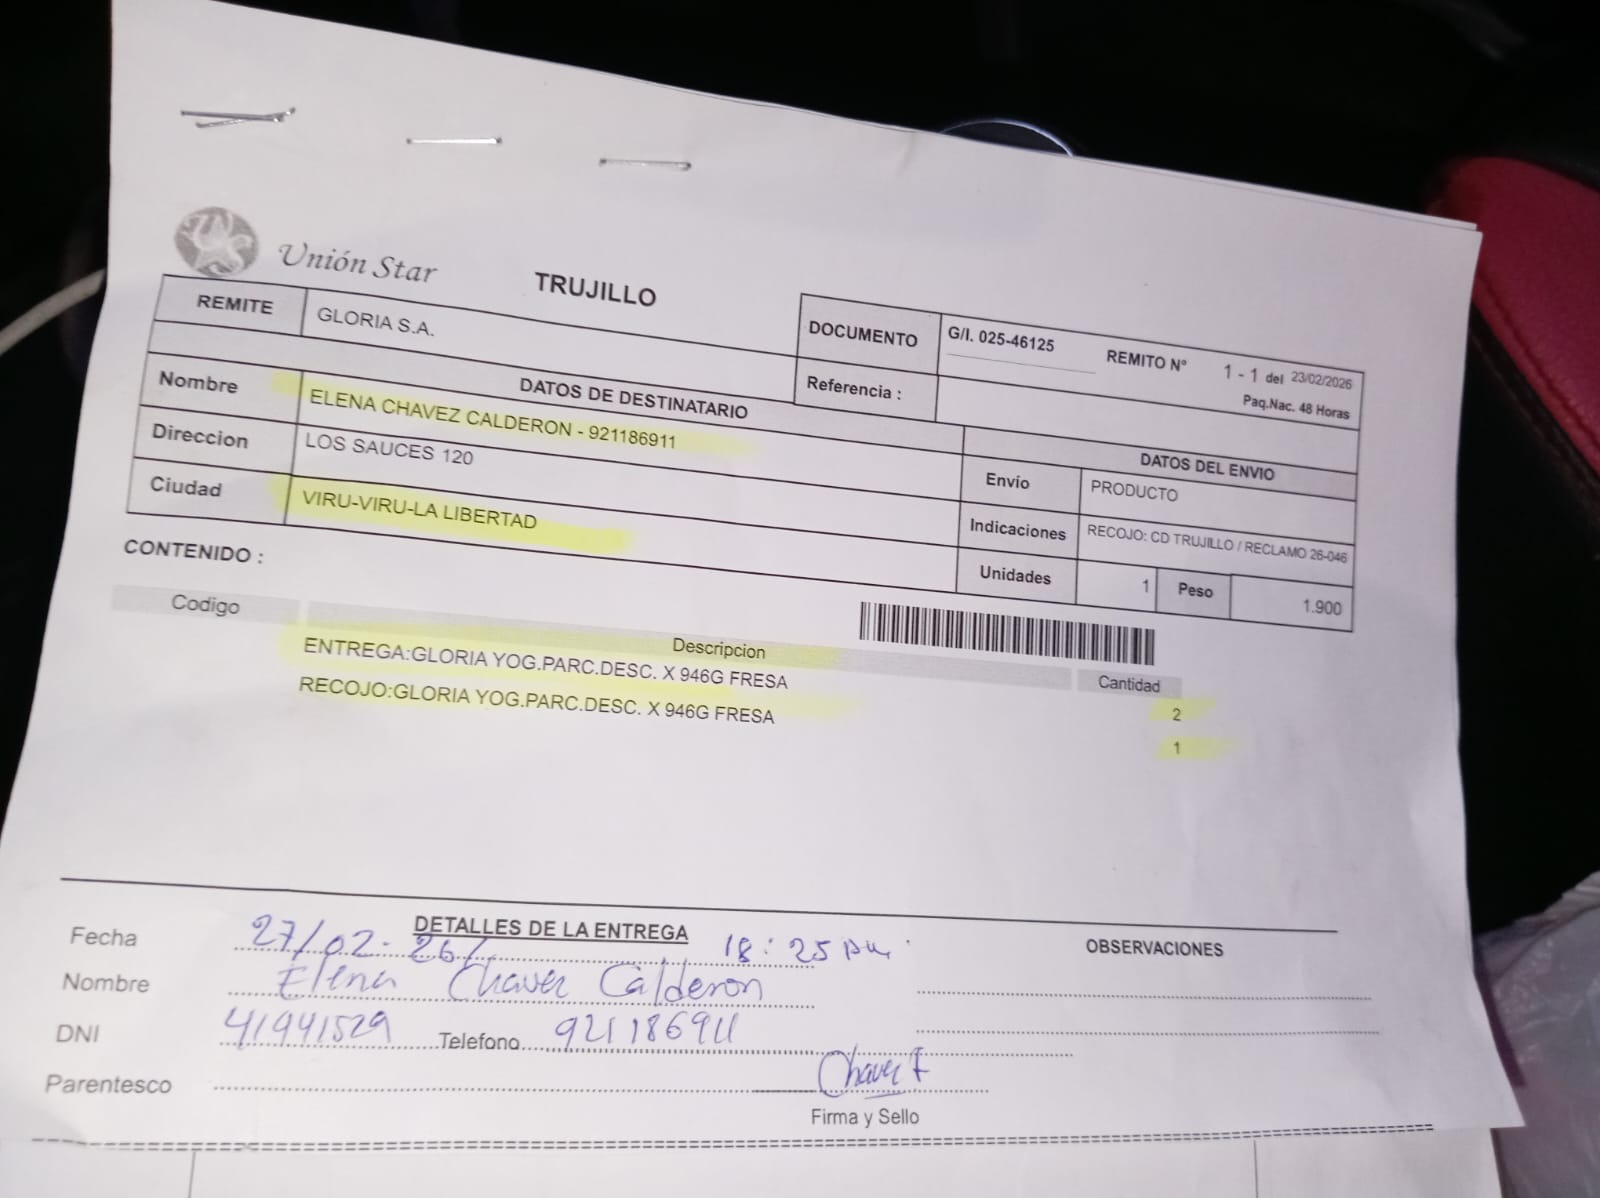 Unión Star
TRUJILLO
REMITE GLORIA S.A.
DOCUMENTO G/I. 025-46125 REMITO Nº 1 - 1 del 23/02/2026
Paq.Nac. 48 Horas
Referencia :
DATOS DE DESTINATARIO
Nombre ELENA CHAVEZ CALDERON - 921186911
Direccion LOS SAUCES 120
Ciudad VIRU-VIRU-LA LIBERTAD
DATOS DEL ENVIO
Envio PRODUCTO
Indicaciones RECOJO: CD TRUJILLO / RECLAMO 26-046
Unidades 1 Peso 1.900
CONTENIDO :
Codigo Descripcion Cantidad
ENTREGA:GLORIA YOG.PARC.DESC. X 946G FRESA 2
RECOJO:GLORIA YOG.PARC.DESC. X 946G FRESA 1
DETALLES DE LA ENTREGA
OBSERVACIONES
Fecha 27/02-26/ 18:25 pm
Nombre Elena Chavez Calderon
DNI 41941529 Telefono 921186911
Parentesco
Chavez E
Firma y Sello